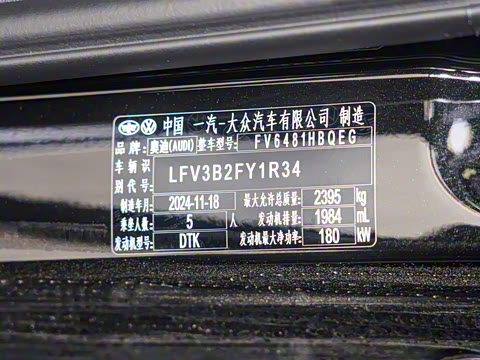 中国 一汽-大众汽车有限公司 制造
品牌: 奥迪(AUDI) 整车型号: FV6481HBQEG
车辆识别代号: LFV3B2FY1R34
制造年月: 2024-11-18 最大允许总质量: 2395 kg
乘坐人数: 5 人 发动机排量: 1984 mL
发动机型号: DTK 发动机最大净功率: 180 kW